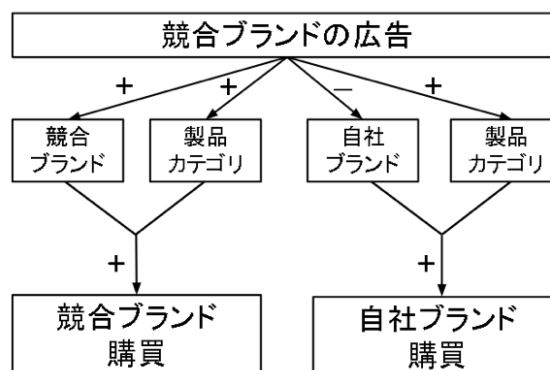 競合ブランドの広告
+ + − +
競合
ブランド
製品
カテゴリ
自社
ブランド
製品
カテゴリ
+ +
競合ブランド
購買
自社ブランド
購買